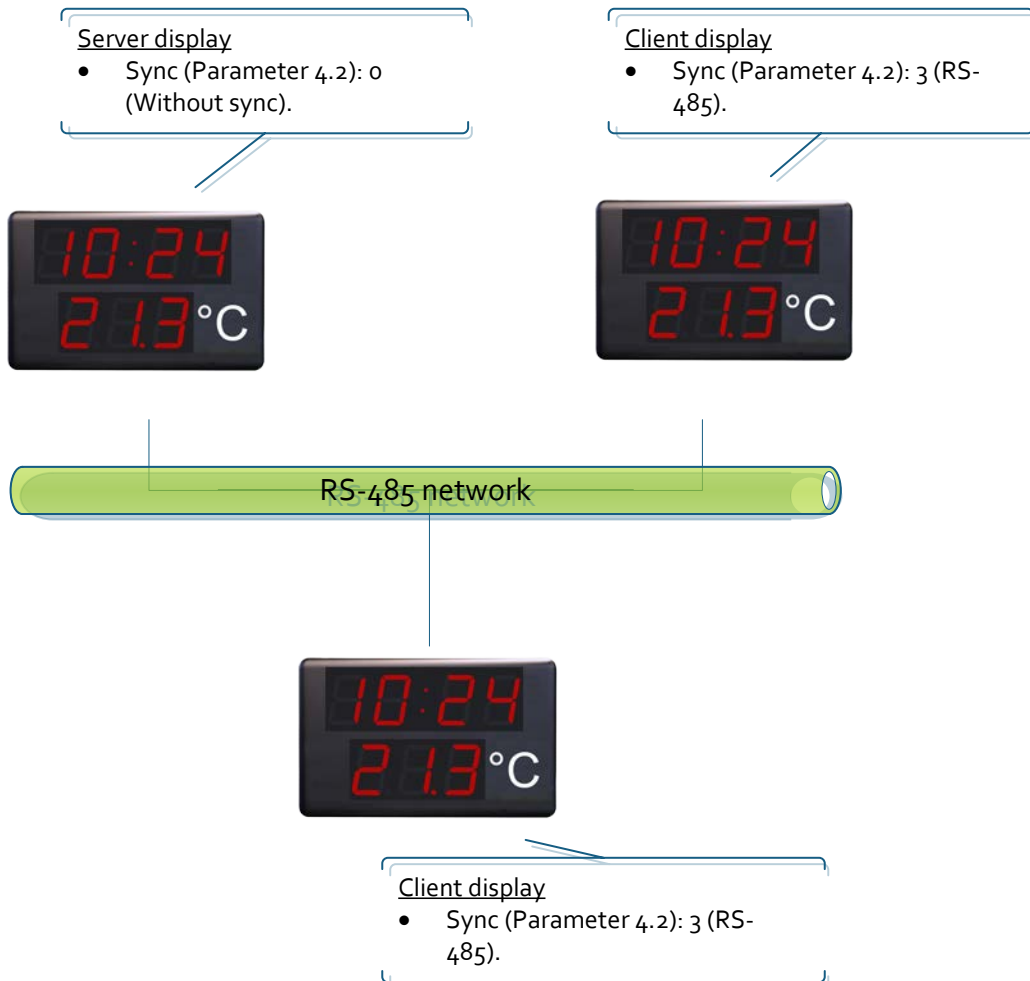 Server display
• Sync (Parameter 4.2): 0
(Without sync).
Client display
• Sync (Parameter 4.2): 3 (RS-
485).
10:24
21.3 °C
10:24
21.3 °C
RS-485 network
10:24
21.3 °C
Client display
• Sync (Parameter 4.2): 3 (RS-
485).